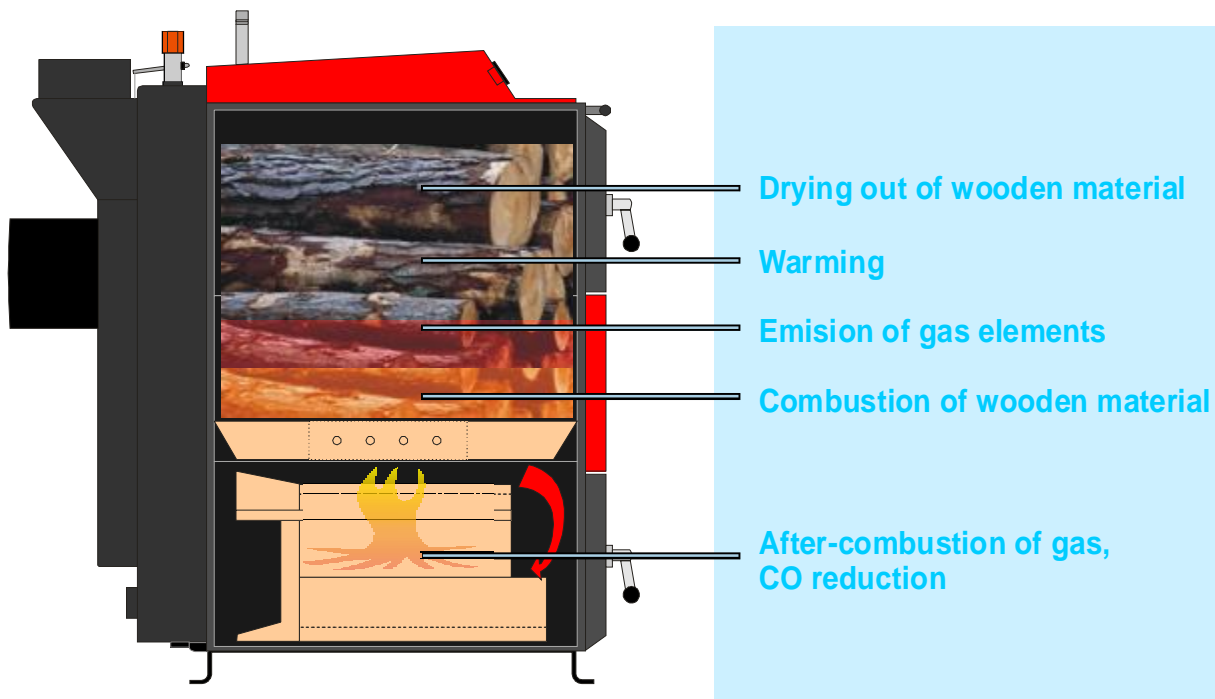 Drying out of wooden material
Warming
Emision of gas elements
Combustion of wooden material
After-combustion of gas,
CO reduction